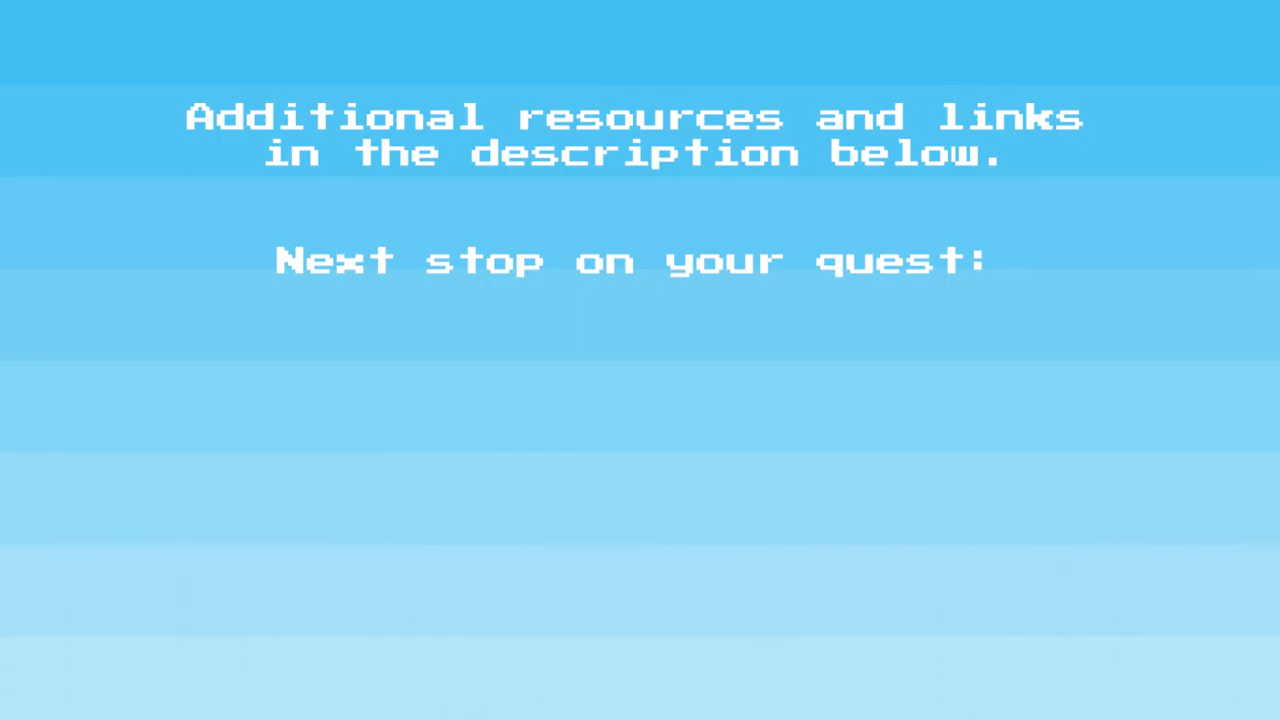 Additional resources and links
in the description below.
Next stop on your quest: